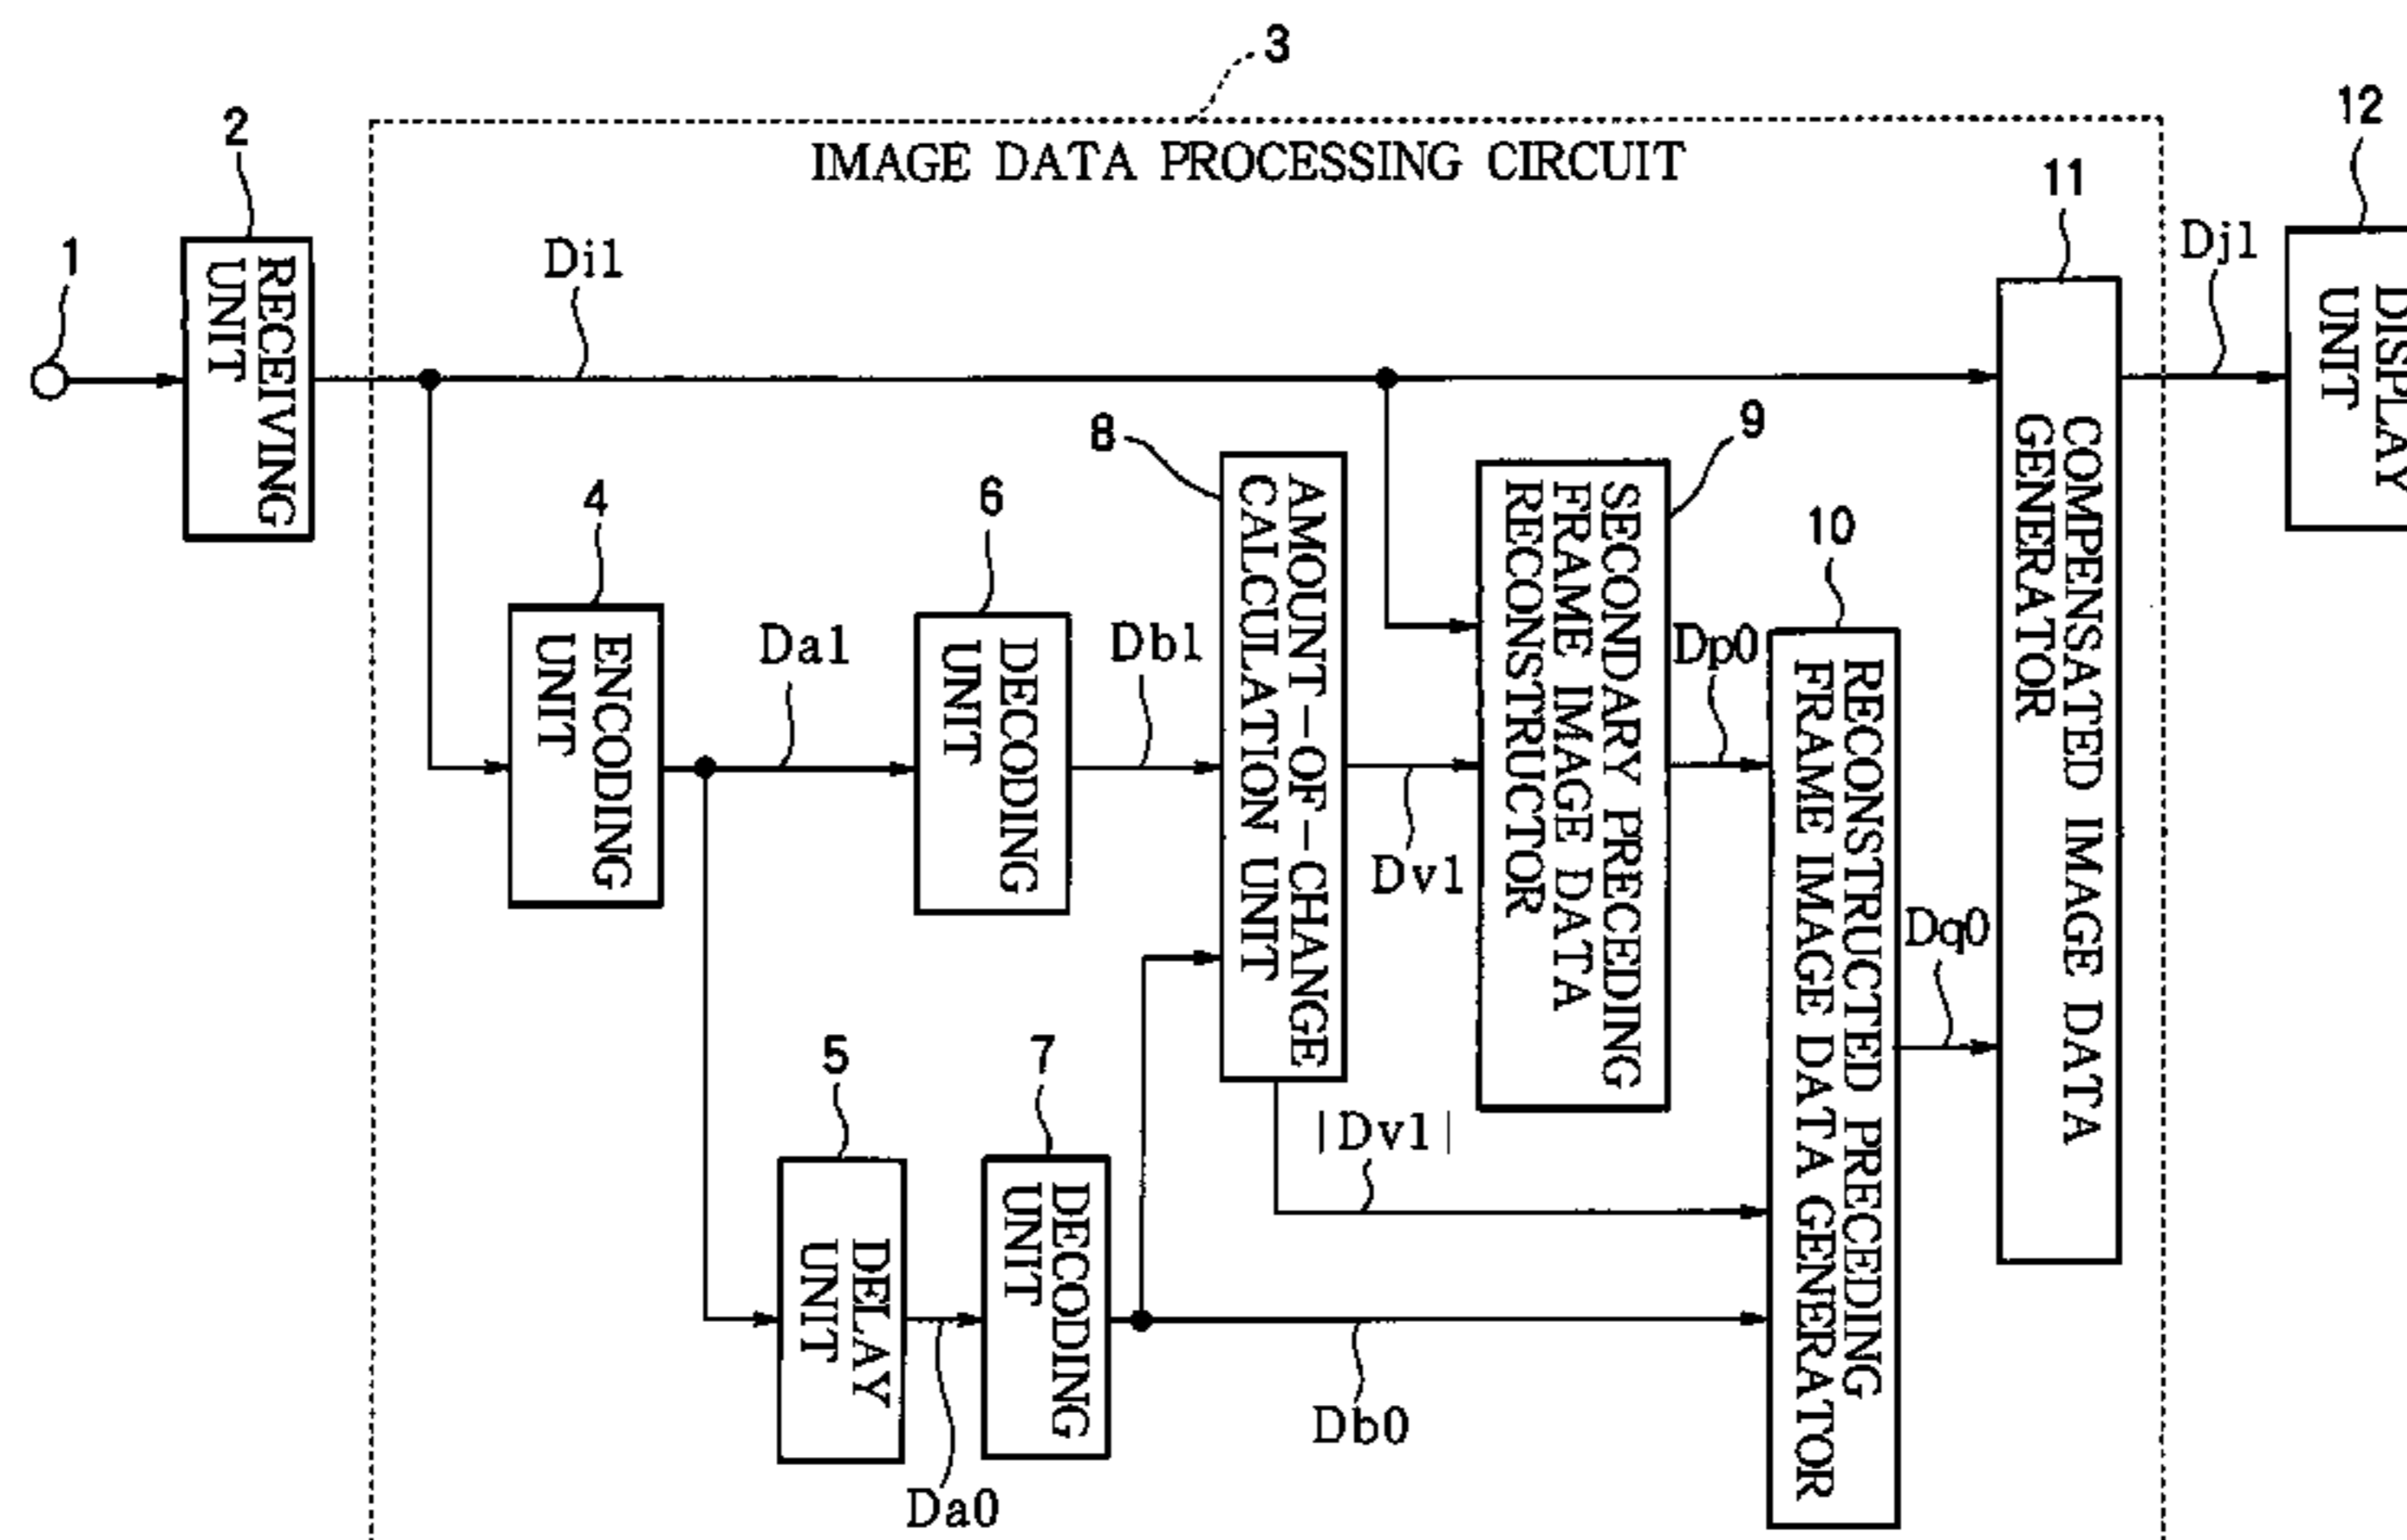 3
IMAGE DATA PROCESSING CIRCUIT
1
2
RECEIVING
UNIT
Di1
4
ENCODING
UNIT
Da1
6
DECODING
UNIT
Db1
8
AMOUNT-OF-CHANGE
CALCULATION UNIT
Dv1
|Dv1|
9
SECONDARY PRECEDING
FRAME IMAGE DATA
RECONSTRUCTOR
Dp0
10
RECONSTRUCTED PRECEDING
FRAME IMAGE DATA GENERATOR
Dq0
11
COMPENSATED IMAGE DATA
GENERATOR
Dj1
12
DISPLAY
UNIT
5
DELAY
UNIT
Da0
7
DECODING
UNIT
Db0